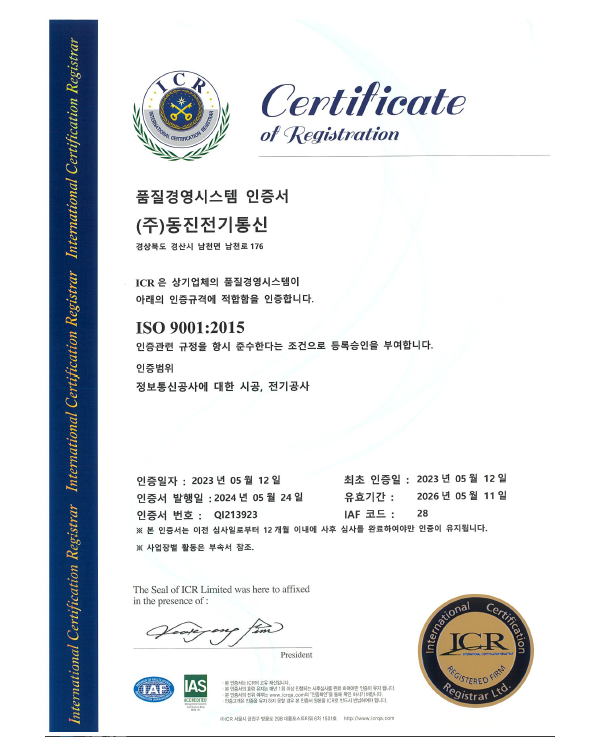 International Certification Registrar International Certification Registrar International Certification Registrar
ICR
INTERNATIONAL CERTIFICATION REGISTRAR
Certificate
of Registration
품질경영시스템 인증서
(주)동진전기통신
경상북도 경산시 남천면 남천로 176
ICR 은 상기업체의 품질경영시스템이
아래의 인증규격에 적합함을 인증합니다.
ISO 9001:2015
인증관련 규정을 항시 준수한다는 조건으로 등록승인을 부여합니다.
인증범위
정보통신공사에 대한 시공, 전기공사
인증일자 : 2023 년 05 월 12 일 최초 인증일 : 2023 년 05 월 12 일
인증서 발행일 : 2024 년 05 월 24 일 유효기간 : 2026 년 05 월 11 일
인증서 번호 : QI213923 IAF 코드 : 28
※ 본 인증서는 이전 심사일로부터 12 개월 이내에 사후 심사를 완료하여야만 인증이 유지됩니다.
※ 사업장별 활동은 부속서 참조.
The Seal of ICR Limited was here to affixed
in the presence of :
President
International Certification
ICR
INTERNATIONAL CERTIFICATION REGISTRAR
REGISTERED FIRM
Registrar Ltd.
IAF
IAS
ACCREDITED
http://www.icrqa.com